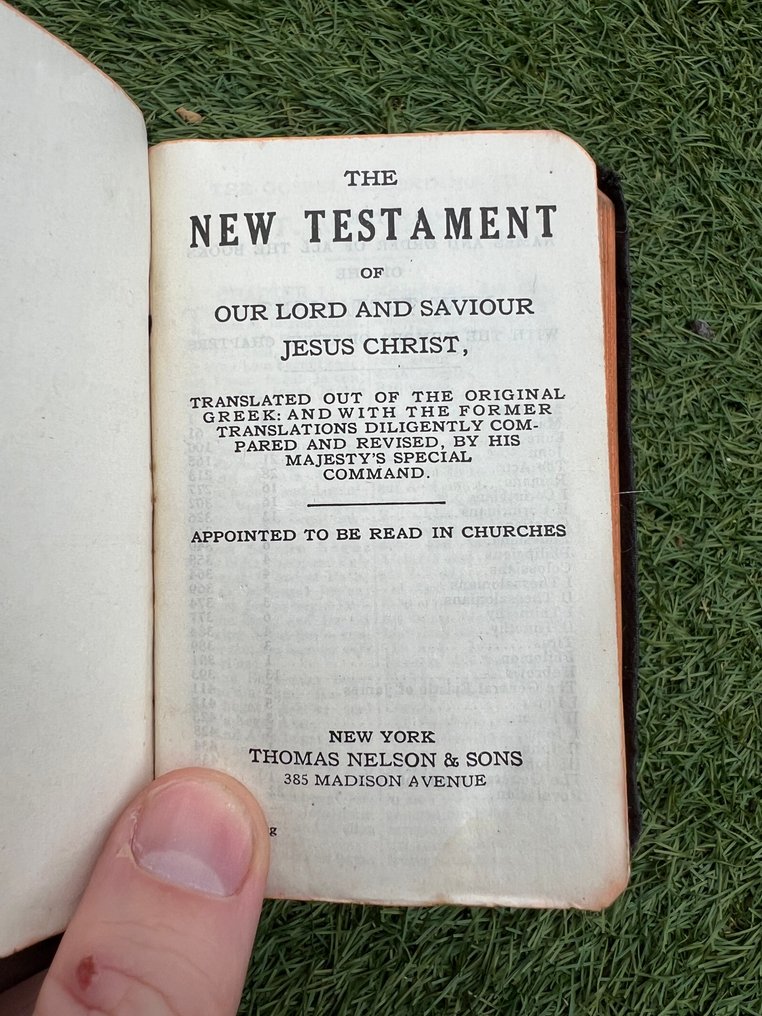 THE
NEW TESTAMENT
OF
OUR LORD AND SAVIOUR
JESUS CHRIST,
TRANSLATED OUT OF THE ORIGINAL
GREEK: AND WITH THE FORMER
TRANSLATIONS DILIGENTLY COM-
PARED AND REVISED, BY HIS
MAJESTY'S SPECIAL
COMMAND.
APPOINTED TO BE READ IN CHURCHES
NEW YORK
THOMAS NELSON & SONS
385 MADISON AVENUE